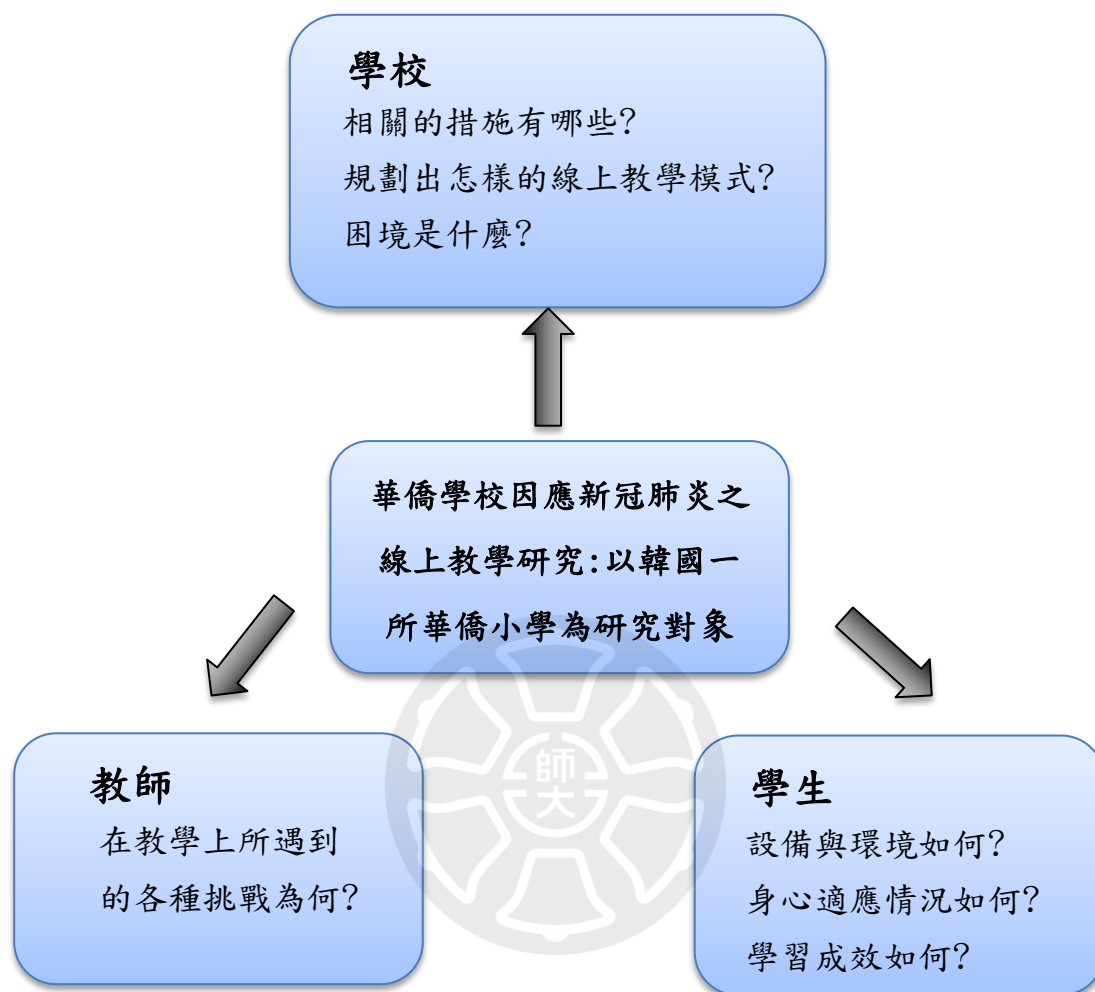 學校
相關的措施有哪些?
規劃出怎樣的線上教學模式?
困境是什麼?
華僑學校因應新冠肺炎之
線上教學研究:以韓國一
所華僑小學為研究對象
教師
在教學上所遇到
的各種挑戰為何?
師大
學生
設備與環境如何?
身心適應情況如何?
學習成效如何?